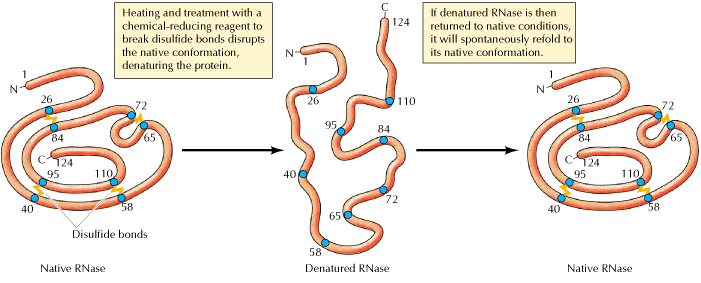 Heating and treatment with a
chemical-reducing reagent to
break disulfide bonds disrupts
the native conformation,
denaturing the protein.
If denatured RNase is then
returned to native conditions,
it will spontaneously refold to
its native conformation.
1
N
26
72
84
65
C
124
95
110
40
58
Disulfide bonds
Native RNase
C
124
N
1
26
110
95
84
40
72
65
58
Denatured RNase
1
N
26
72
84
65
C
124
95
110
40
58
Native RNase